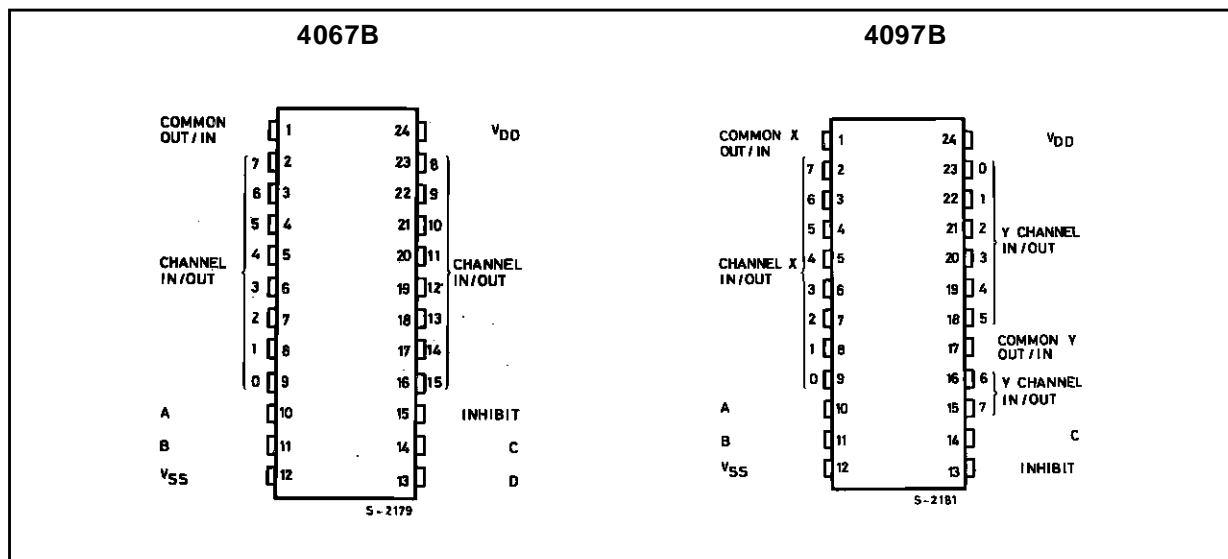 4067B
COMMON OUT / IN
1 24
V_DD
7 2 23 8
6 3 22 9
5 4 21 10
4 5 20 11
CHANNEL IN/OUT
CHANNEL IN/OUT
3 6 19 12
2 7 18 13
1 8 17 14
0 9 16 15
A 10 15 INHIBIT
B 11 14 C
VSS 12 13 D
S-2179
4097B
COMMON X OUT / IN
1 24
VDD
7 2 23 0
6 3 22 1
5 4 21 2
Y CHANNEL IN/OUT
CHANNEL X IN/OUT
4 5 20 3
3 6 19 4
2 7 18 5
1 8 17
COMMON Y OUT / IN
0 9 16 6
Y CHANNEL IN/OUT
A 10 15 7
B 11 14 C
VSS 12 13 INHIBIT
S-2181